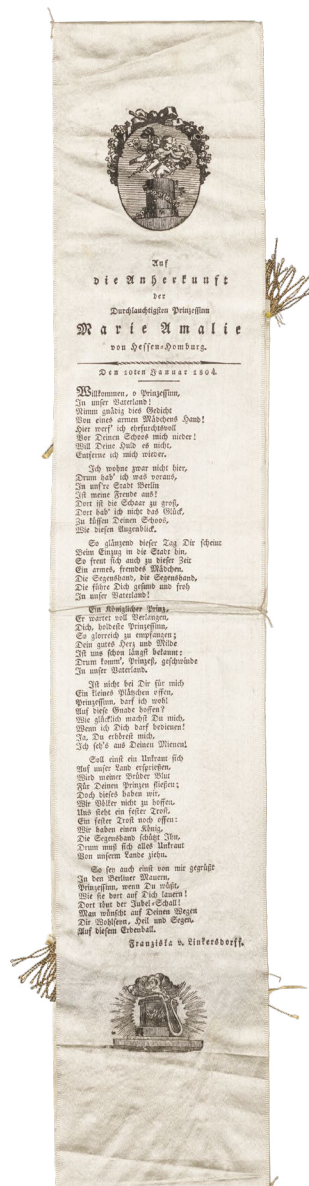 Auf
die Anherkunft
der
Durchlauchtigsten Prinzessinn
Marie Amalie
von Hessen-Homburg.
Den 10ten Januar 1804.
Willkommen, o Prinzessinn,
In unser Vaterland!
Nimm gnädig dies Gedicht
Von eines armen Mädchens Hand!
Hier werf' ich ehrfurchtsvoll
Vor Deinen Schoos mich nieder!
Will Deine Huld es nicht,
Entferne ich mich wieder.
Ich wohne zwar nicht hier,
Drum hab' ich was voraus,
In uns're Stadt Berlin
Ist meine Freude aus!
Dort ist die Schaar zu groß,
Dort hab' ich nicht das Glück,
Zu küssen Deinen Schoos,
Wie diesen Augenblick.
So glänzend dieser Tag Dir scheint
Beim Einzug in die Stadt hin,
So freut sich auch zu dieser Zeit
Ein armes, fremdes Mädchen.
Die Segenshand, die Segenshand,
Die führe Dich gesund und froh
In unser Vaterland!
Ein Königlicher Prinz,
Er wartet voll Verlangen,
Dich, holdeste Prinzessinn,
So glorreich zu empfangen;
Dein gutes Herz und Milde
Ist uns schon längst bekannt:
Drum komm', Prinzeß, geschwinde
In unser Vaterland.
Ist nicht bei Dir für mich
Ein kleines Plätzchen offen,
Prinzessinn, darf ich wohl
Auf diese Gnade hoffen?
Wie glücklich machst Du mich,
Wenn ich Dich darf bedienen!
Ja, Du erhörest mich,
Ich seh's aus Deinen Mienen!
Soll einst ein Unkraut sich
Auf unser Land ersprießen,
Wird meiner Brüder Blut
Für Deinen Prinzen fließen;
Doch dieses haben wir,
Wir Völker nicht zu hoffen.
Uns steht ein fester Trost,
Ein fester Trost noch offen:
Wir haben einen König,
Die Segenshand schützt Ihn,
Drum muß sich alles Unkraut
Von unserm Lande ziehn.
So sey auch einst von mir gegrüßt
In den Berliner Mauern,
Prinzessinn, wenn Du wüßt,
Wie sie dort auf Dich lauern!
Dort tönt der Jubel-Schall!
Man wünscht auf Deinen Wegen
Dir Wohlseyn, Heil und Segen,
Auf diesem Erdenball.
Franziska v. Linkersdorff.